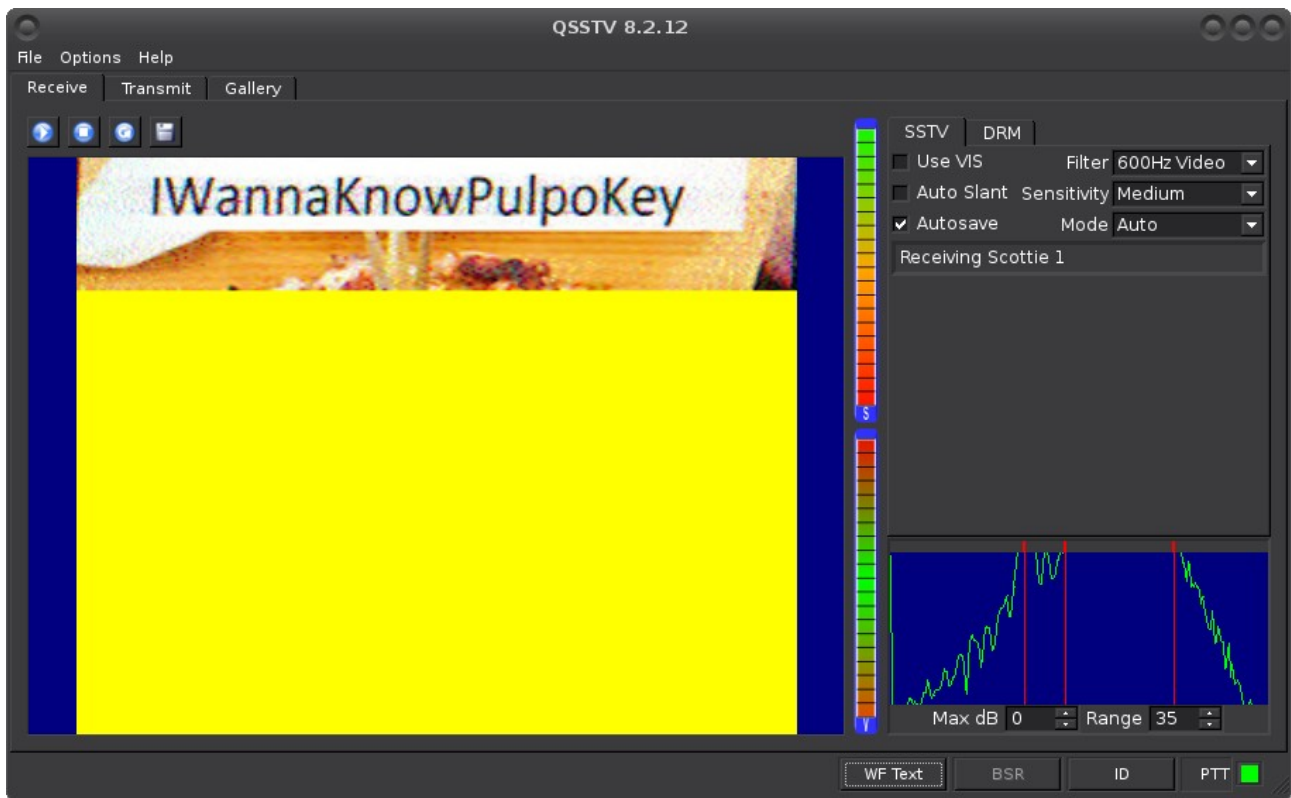 QSSTV 8.2.12
File Options Help
Receive Transmit Gallery
IWannaKnowPulpoKey
S
V
SSTV DRM
Use VIS Filter 600Hz Video
Auto Slant Sensitivity Medium
Autosave Mode Auto
Receiving Scottie 1
Max dB 0 Range 35
WF Text BSR ID PTT